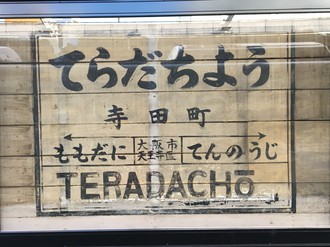 てらだちよう
寺田町
ももだに
大阪市
天王寺區
てんのうじ
TERADACHŌ